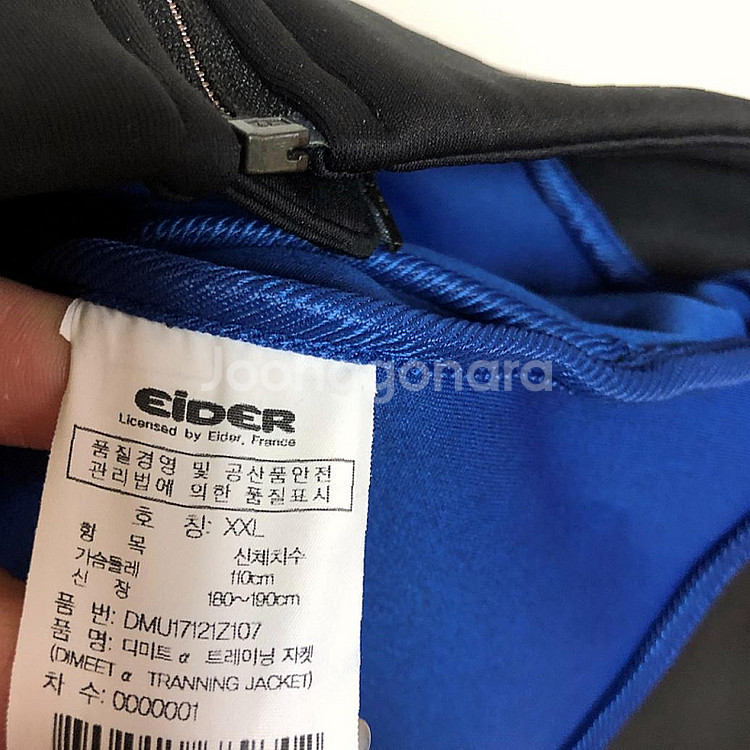 Joonggonara
EiDER
Licensed by Eider, France
품질경영 및 공산품안전
관리법에 의한 품질표시
호 칭: XXL
항 목 신체치수
가슴둘레 110cm
신 장 180~190cm
품 번: DMU17121Z107
품 명: 디미트 α 트레이닝 자켓
(DIMEET α TRANNING JACKET)
차 수: 0000001